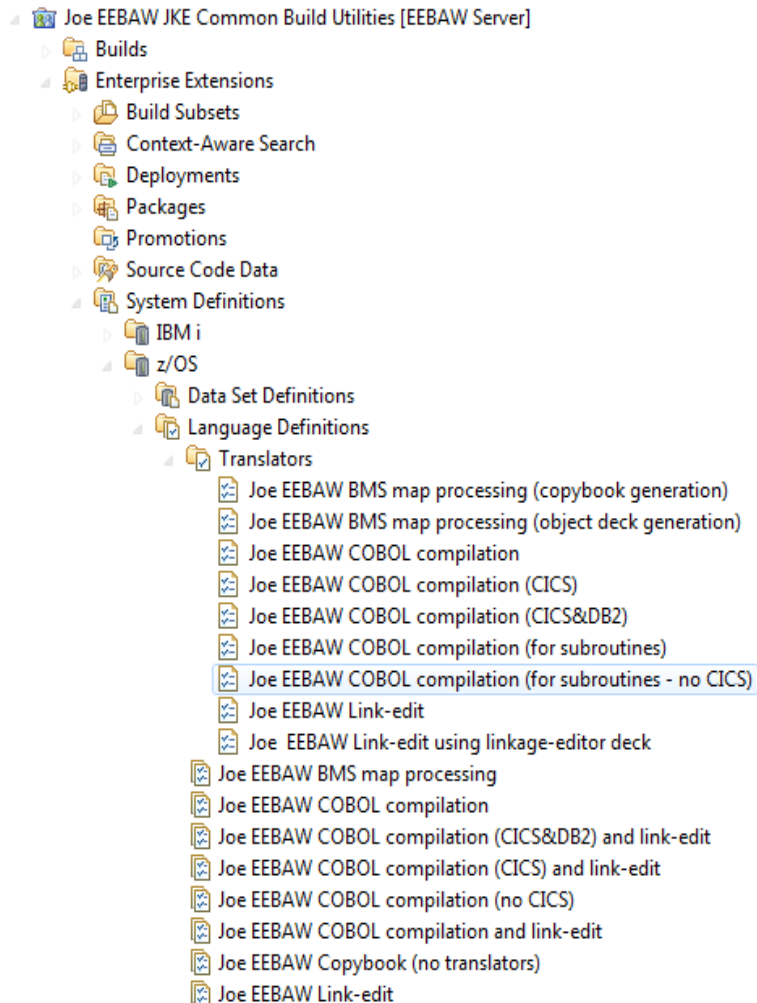 Joe EEBAW JKE Common Build Utilities [EEBAW Server]
Builds
Enterprise Extensions
Build Subsets
Context-Aware Search
Deployments
Packages
Promotions
Source Code Data
System Definitions
IBM i
z/OS
Data Set Definitions
Language Definitions
Translators
Joe EEBAW BMS map processing (copybook generation)
Joe EEBAW BMS map processing (object deck generation)
Joe EEBAW COBOL compilation
Joe EEBAW COBOL compilation (CICS)
Joe EEBAW COBOL compilation (CICS&DB2)
Joe EEBAW COBOL compilation (for subroutines)
Joe EEBAW COBOL compilation (for subroutines - no CICS)
Joe EEBAW Link-edit
Joe  EEBAW Link-edit using linkage-editor deck
Joe EEBAW BMS map processing
Joe EEBAW COBOL compilation
Joe EEBAW COBOL compilation (CICS&DB2) and link-edit
Joe EEBAW COBOL compilation (CICS) and link-edit
Joe EEBAW COBOL compilation (no CICS)
Joe EEBAW COBOL compilation and link-edit
Joe EEBAW Copybook (no translators)
Joe EEBAW Link-edit